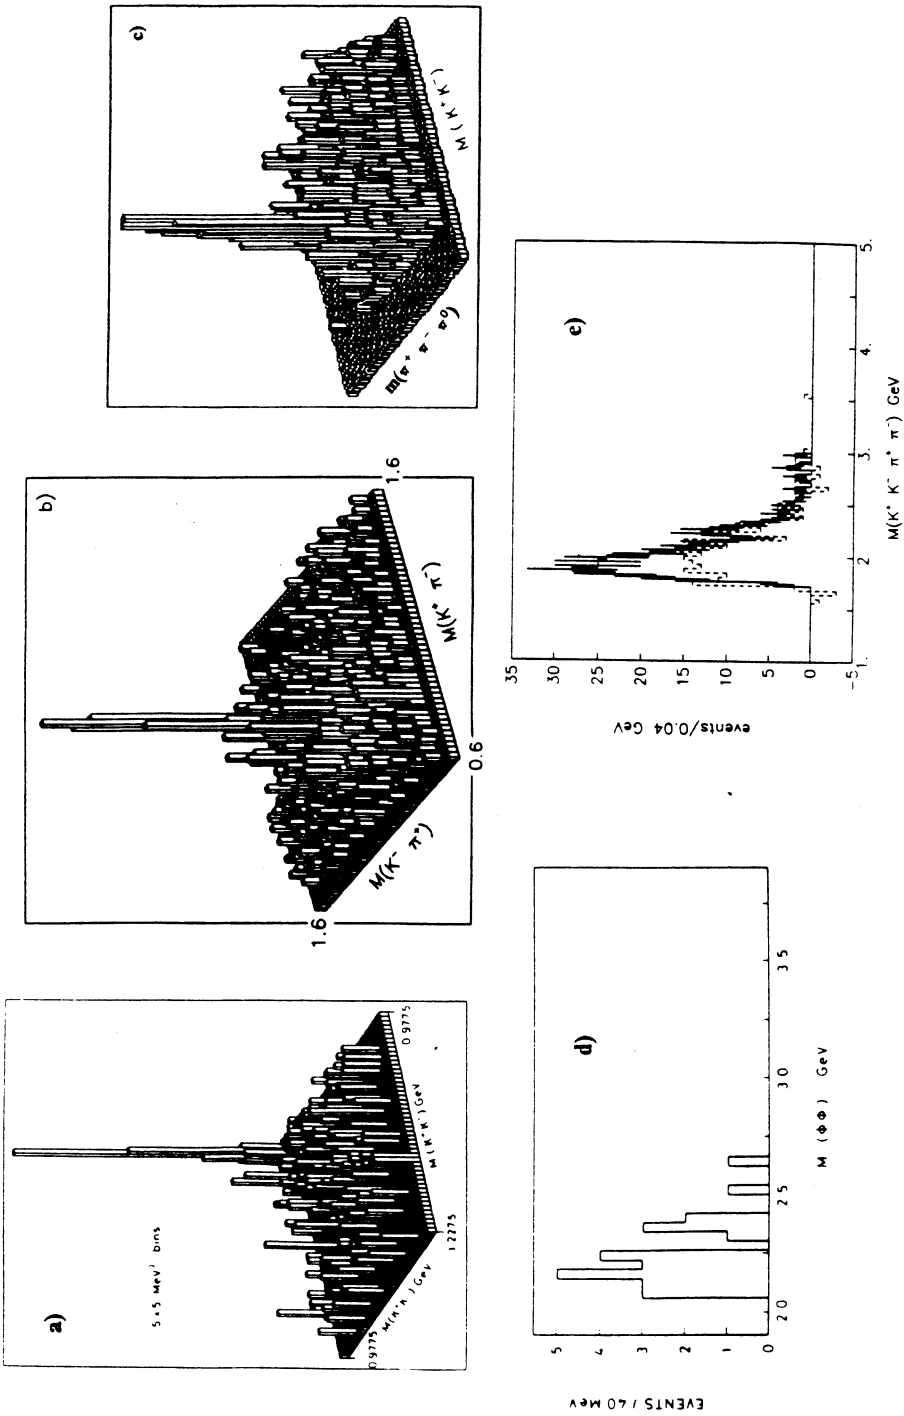 a)
5 x 5 MeV² bins
0.9775
M(K⁺K⁻) GeV
1.2275
M(K⁺K⁻) GeV
0.9775
b)
1.6
M(K⁻ π⁺)
0.6
M(K⁺ π⁻)
1.6
c)
m(π⁺ π⁻ π⁰)
M(K⁺K⁻)
d)
EVENTS / 40 MeV
5
4
3
2
1
0
2.0
2.5
3.0
3.5
M (ΦΦ) GeV
e)
events/0.04 GeV
35
30
25
20
15
10
5
0
-5
1.
2
3.
4.
5.
M(K⁺ K⁻ π⁺ π⁻) GeV